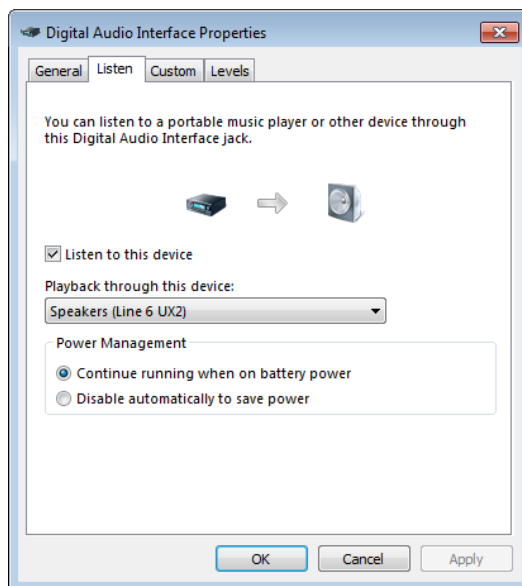 Digital Audio Interface Properties
General Listen Custom Levels
You can listen to a portable music player or other device through
this Digital Audio Interface jack.
Listen to this device
Playback through this device:
Speakers (Line 6 UX2)
Power Management
Continue running when on battery power
Disable automatically to save power
OK Cancel Apply